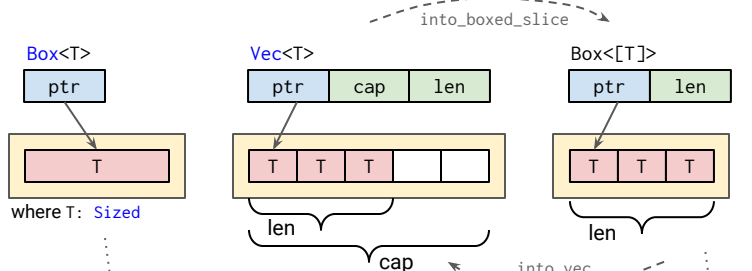 into_boxed_slice
Box<T>
Vec<T>
Box<[T]>
ptr
ptr cap len
ptr len
T
T T T
T T T
where T: Sized
len
cap
len
into_vec